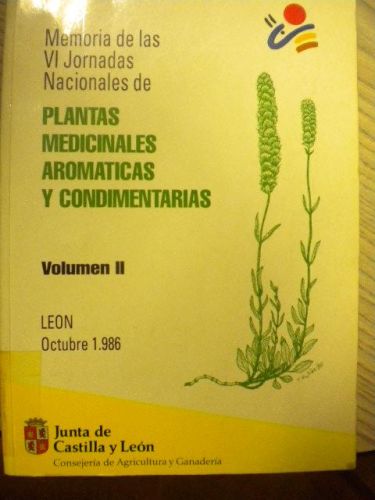 Memoria de las
VI Jornadas
Nacionales de
PLANTAS
MEDICINALES
AROMATICAS
Y CONDIMENTARIAS
Volumen II
LEON
Octubre 1.986
Junta de
Castilla y León
Consejería de Agricultura y Ganadería